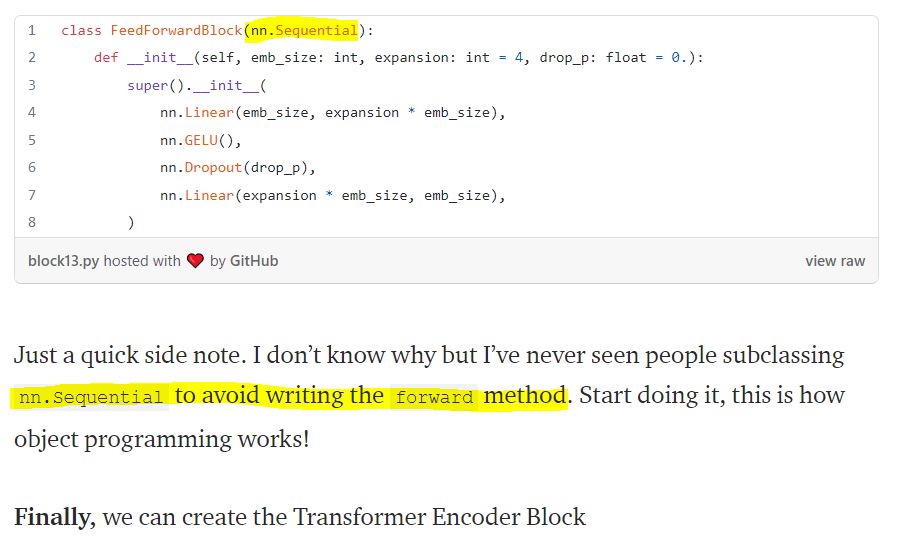 1 class FeedForwardBlock(nn.Sequential):
2 def __init__(self, emb_size: int, expansion: int = 4, drop_p: float = 0.):
3 super().__init__(
4 nn.Linear(emb_size, expansion * emb_size),
5 nn.GELU(),
6 nn.Dropout(drop_p),
7 nn.Linear(expansion * emb_size, emb_size),
8 )
block13.py hosted with ❤ by GitHub view raw
Just a quick side note. I don’t know why but I’ve never seen people subclassing
nn.Sequential to avoid writing the forward method. Start doing it, this is how
object programming works!
Finally, we can create the Transformer Encoder Block